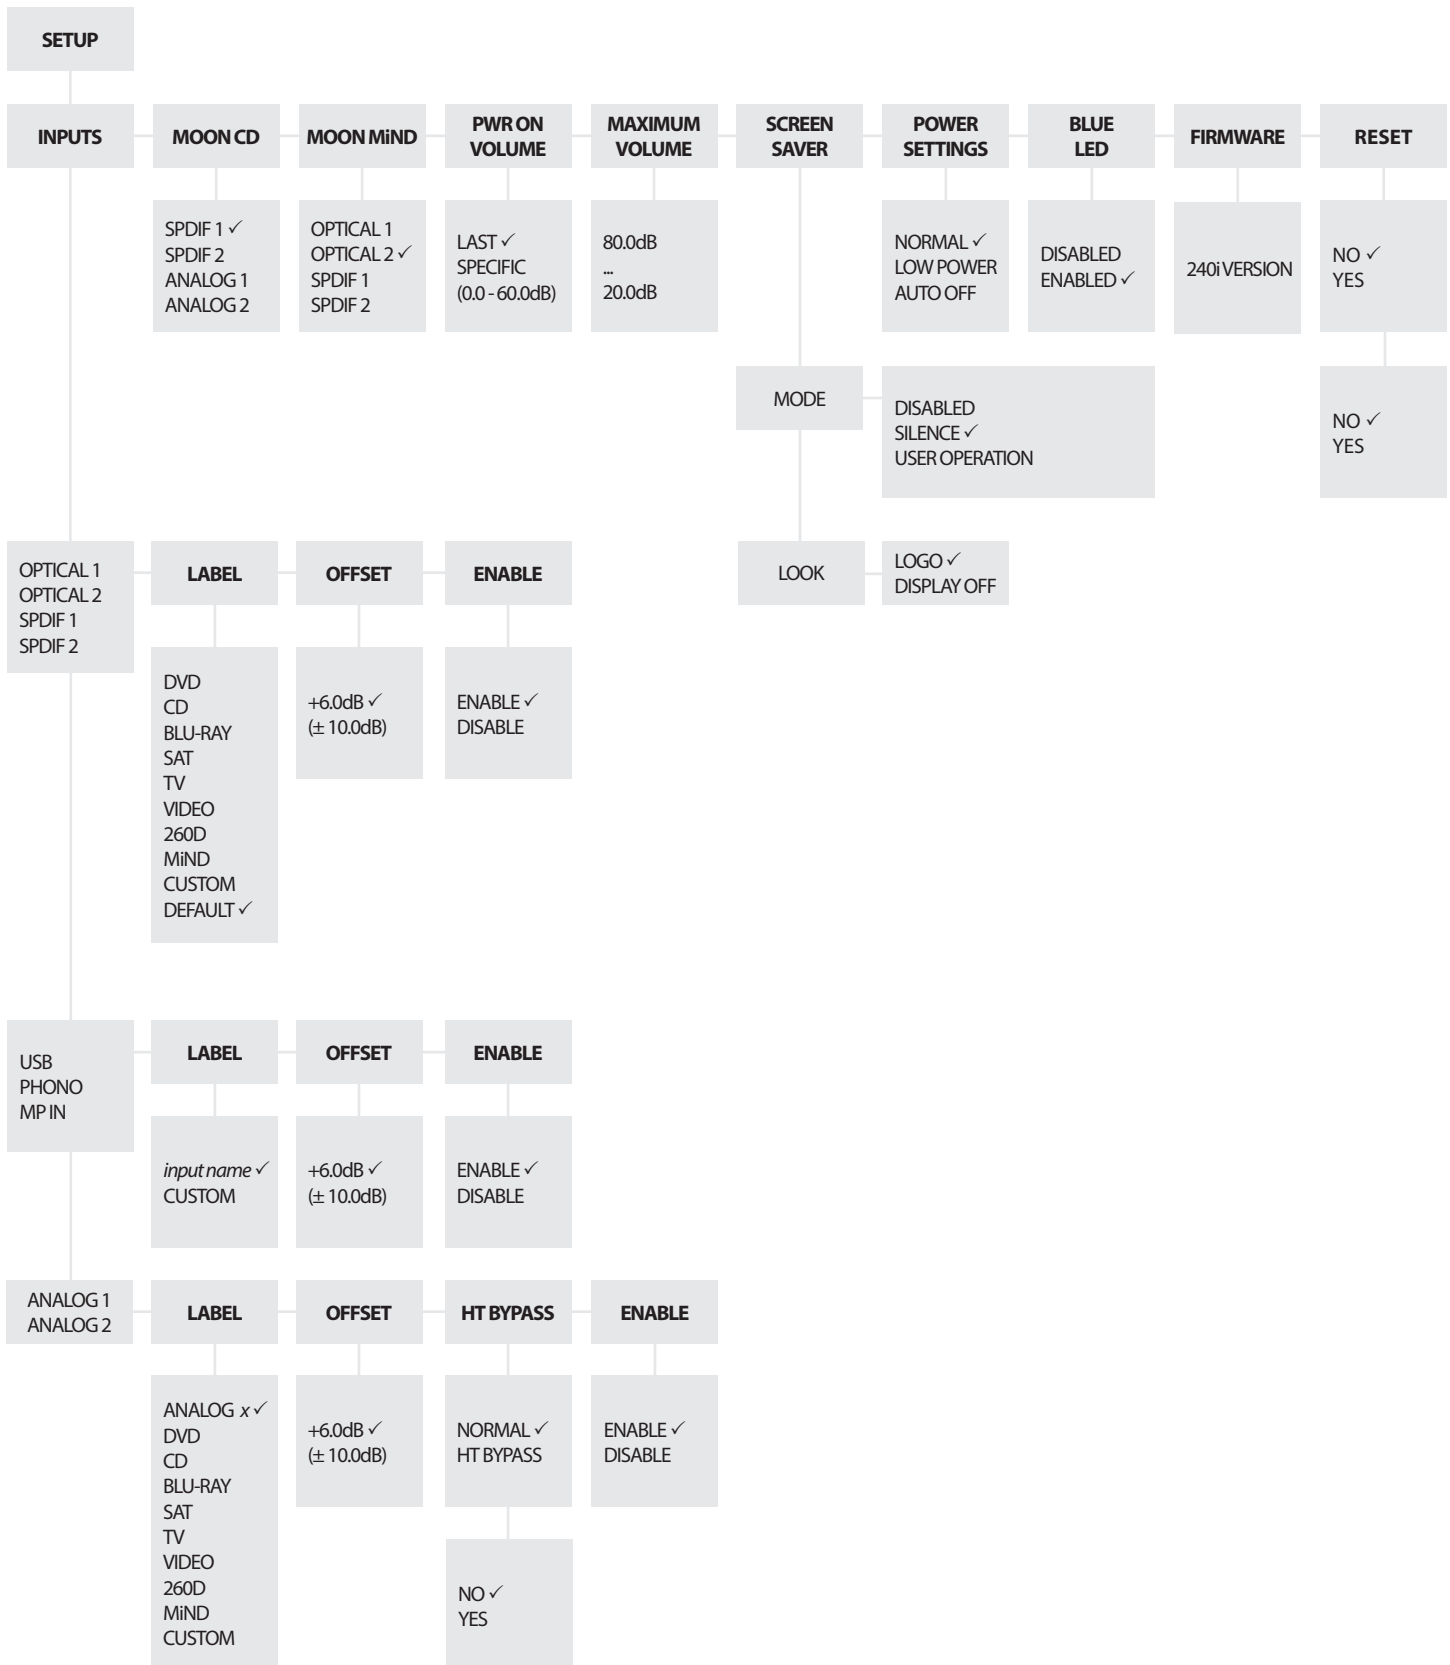 SETUP
INPUTS
MOON CD
MOON MiND
PWR ON
VOLUME
MAXIMUM
VOLUME
SCREEN
SAVER
POWER
SETTINGS
BLUE
LED
FIRMWARE
RESET
SPDIF 1 ✓
SPDIF 2
ANALOG 1
ANALOG 2
OPTICAL 1
OPTICAL 2 ✓
SPDIF 1
SPDIF 2
LAST ✓
SPECIFIC
(0.0 - 60.0dB)
80.0dB
...
20.0dB
NORMAL ✓
LOW POWER
AUTO OFF
DISABLED
ENABLED ✓
240i VERSION
NO ✓
YES
MODE
DISABLED
SILENCE ✓
USER OPERATION
NO ✓
YES
LOOK
LOGO ✓
DISPLAY OFF
OPTICAL 1
OPTICAL 2
SPDIF 1
SPDIF 2
LABEL
OFFSET
ENABLE
DVD
CD
BLU-RAY
SAT
TV
VIDEO
260D
MiND
CUSTOM
DEFAULT ✓
+6.0dB ✓
(± 10.0dB)
ENABLE ✓
DISABLE
USB
PHONO
MP IN
LABEL
OFFSET
ENABLE
input name ✓
CUSTOM
+6.0dB ✓
(± 10.0dB)
ENABLE ✓
DISABLE
ANALOG 1
ANALOG 2
LABEL
OFFSET
HT BYPASS
ENABLE
ANALOG x ✓
DVD
CD
BLU-RAY
SAT
TV
VIDEO
260D
MiND
CUSTOM
+6.0dB ✓
(± 10.0dB)
NORMAL ✓
HT BYPASS
ENABLE ✓
DISABLE
NO ✓
YES